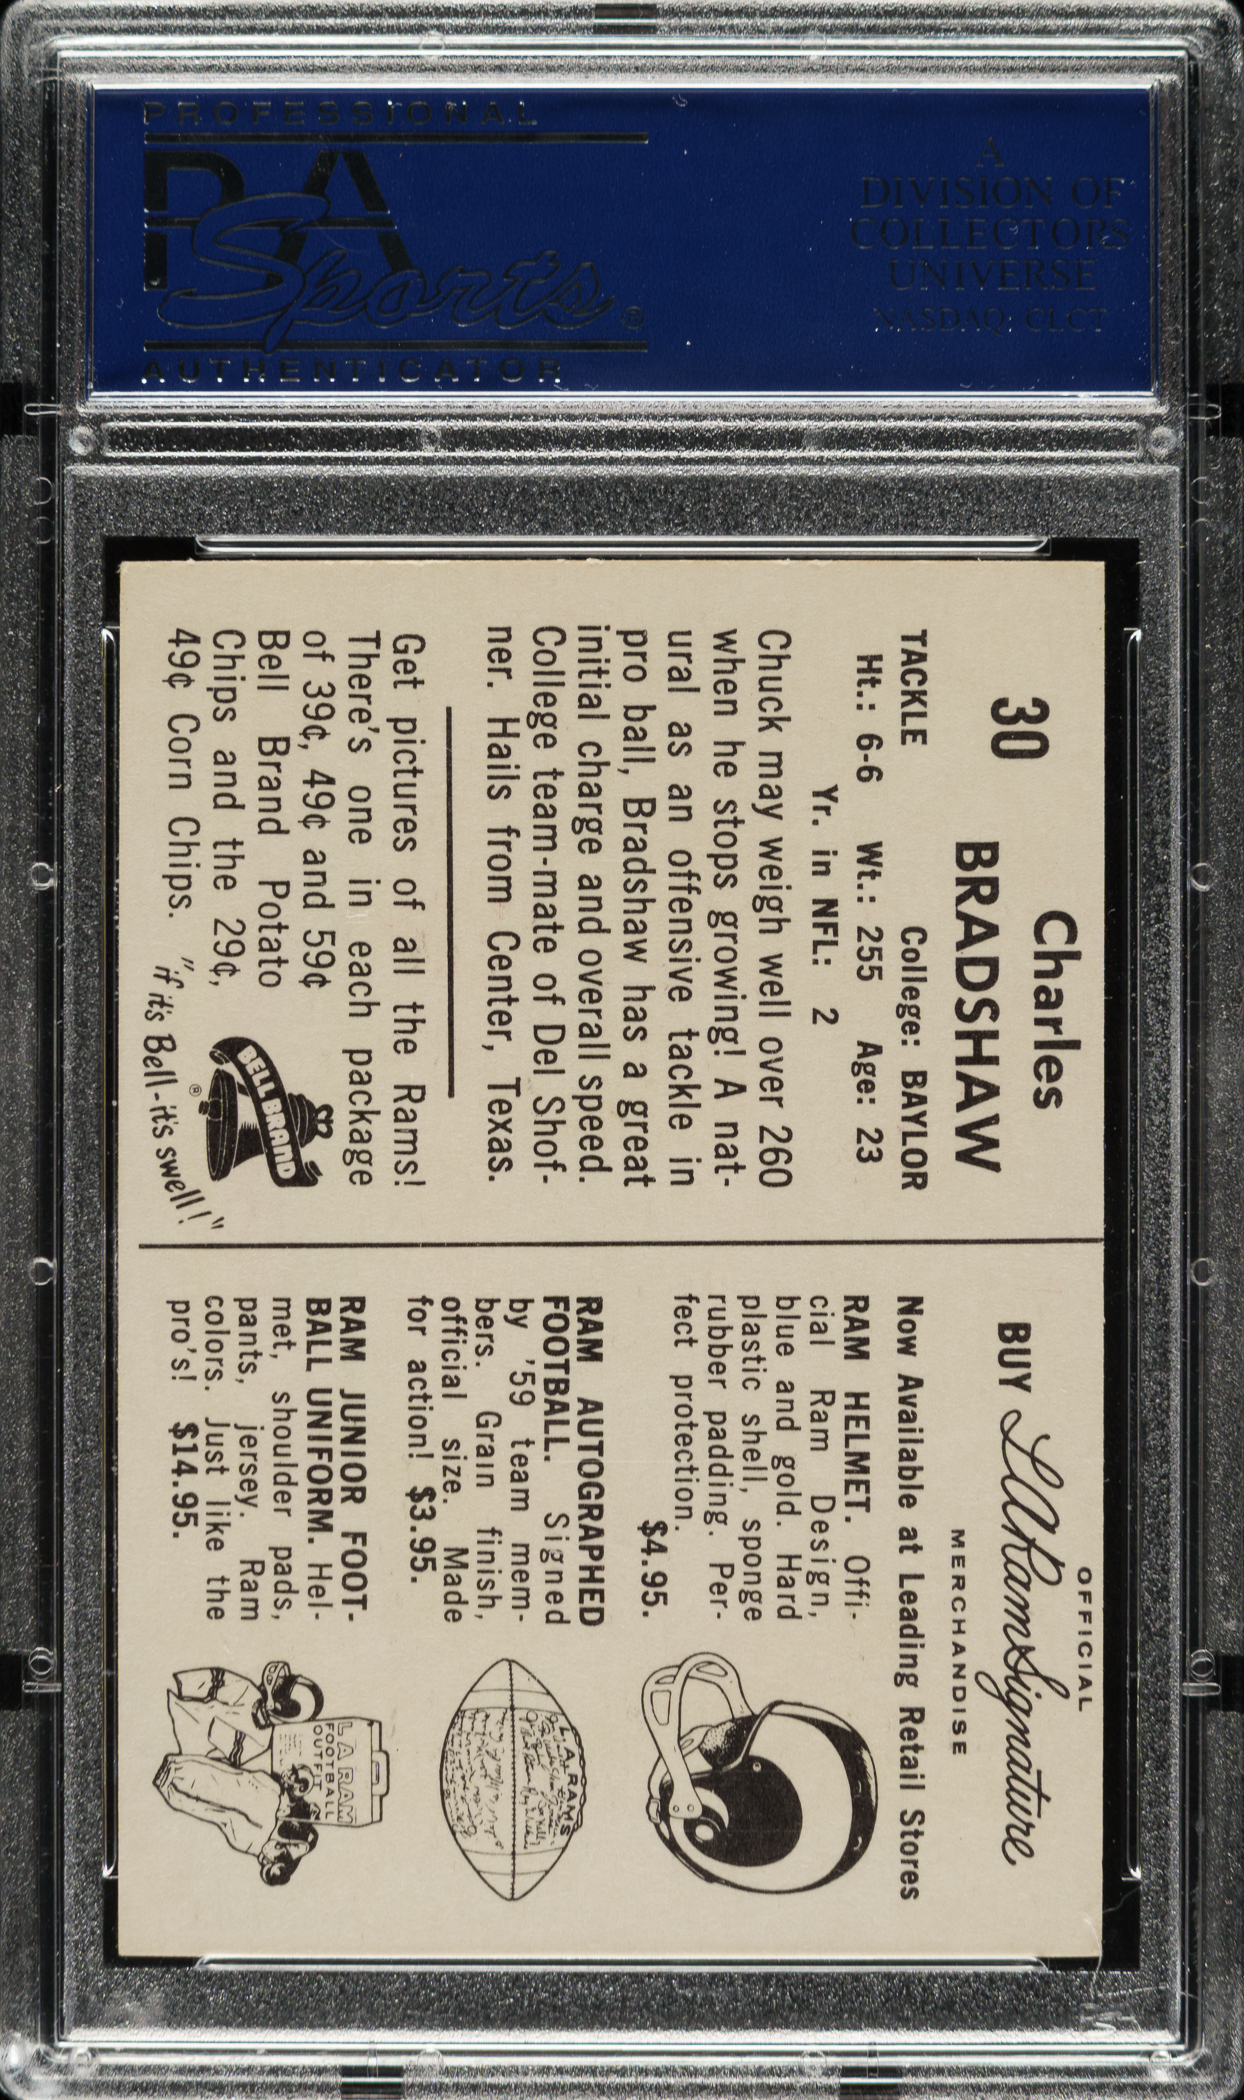 PROFESSIONAL
PSA
Sports®
AUTHENTICATOR
A
DIVISION OF
COLLECTORS
UNIVERSE
NASDAQ: CLCT
30
Charles
BRADSHAW
TACKLE College: BAYLOR
Ht.: 6-6 Wt.: 255 Age: 23
Yr. in NFL: 2
Chuck may weigh well over 260
when he stops growing! A nat-
ural as an offensive tackle in
pro ball, Bradshaw has a great
initial charge and overall speed.
College team-mate of Del Shof-
ner. Hails from Center, Texas.
Get pictures of all the Rams!
There's one in each package
of 39¢, 49¢ and 59¢
Bell Brand Potato
Chips and the 29¢,
49¢ Corn Chips.
BELL BRAND
®
"if it's Bell-it's swell!"
OFFICIAL
BUY LA Ram Signature
MERCHANDISE
Now Available at Leading Retail Stores
RAM HELMET. Offi-
cial Ram Design,
blue and gold. Hard
plastic shell, sponge
rubber padding. Per-
fect protection.
$4.95.
RAM AUTOGRAPHED
FOOTBALL. Signed
by '59 team mem-
bers. Grain finish,
official size. Made
for action! $3.95.
L.A. RAMS
RAM JUNIOR FOOT-
BALL UNIFORM. Hel-
met, shoulder pads,
pants, jersey. Ram
colors. Just like the
pro's! $14.95.
L A RAM
FOOTBALL
OUTFIT